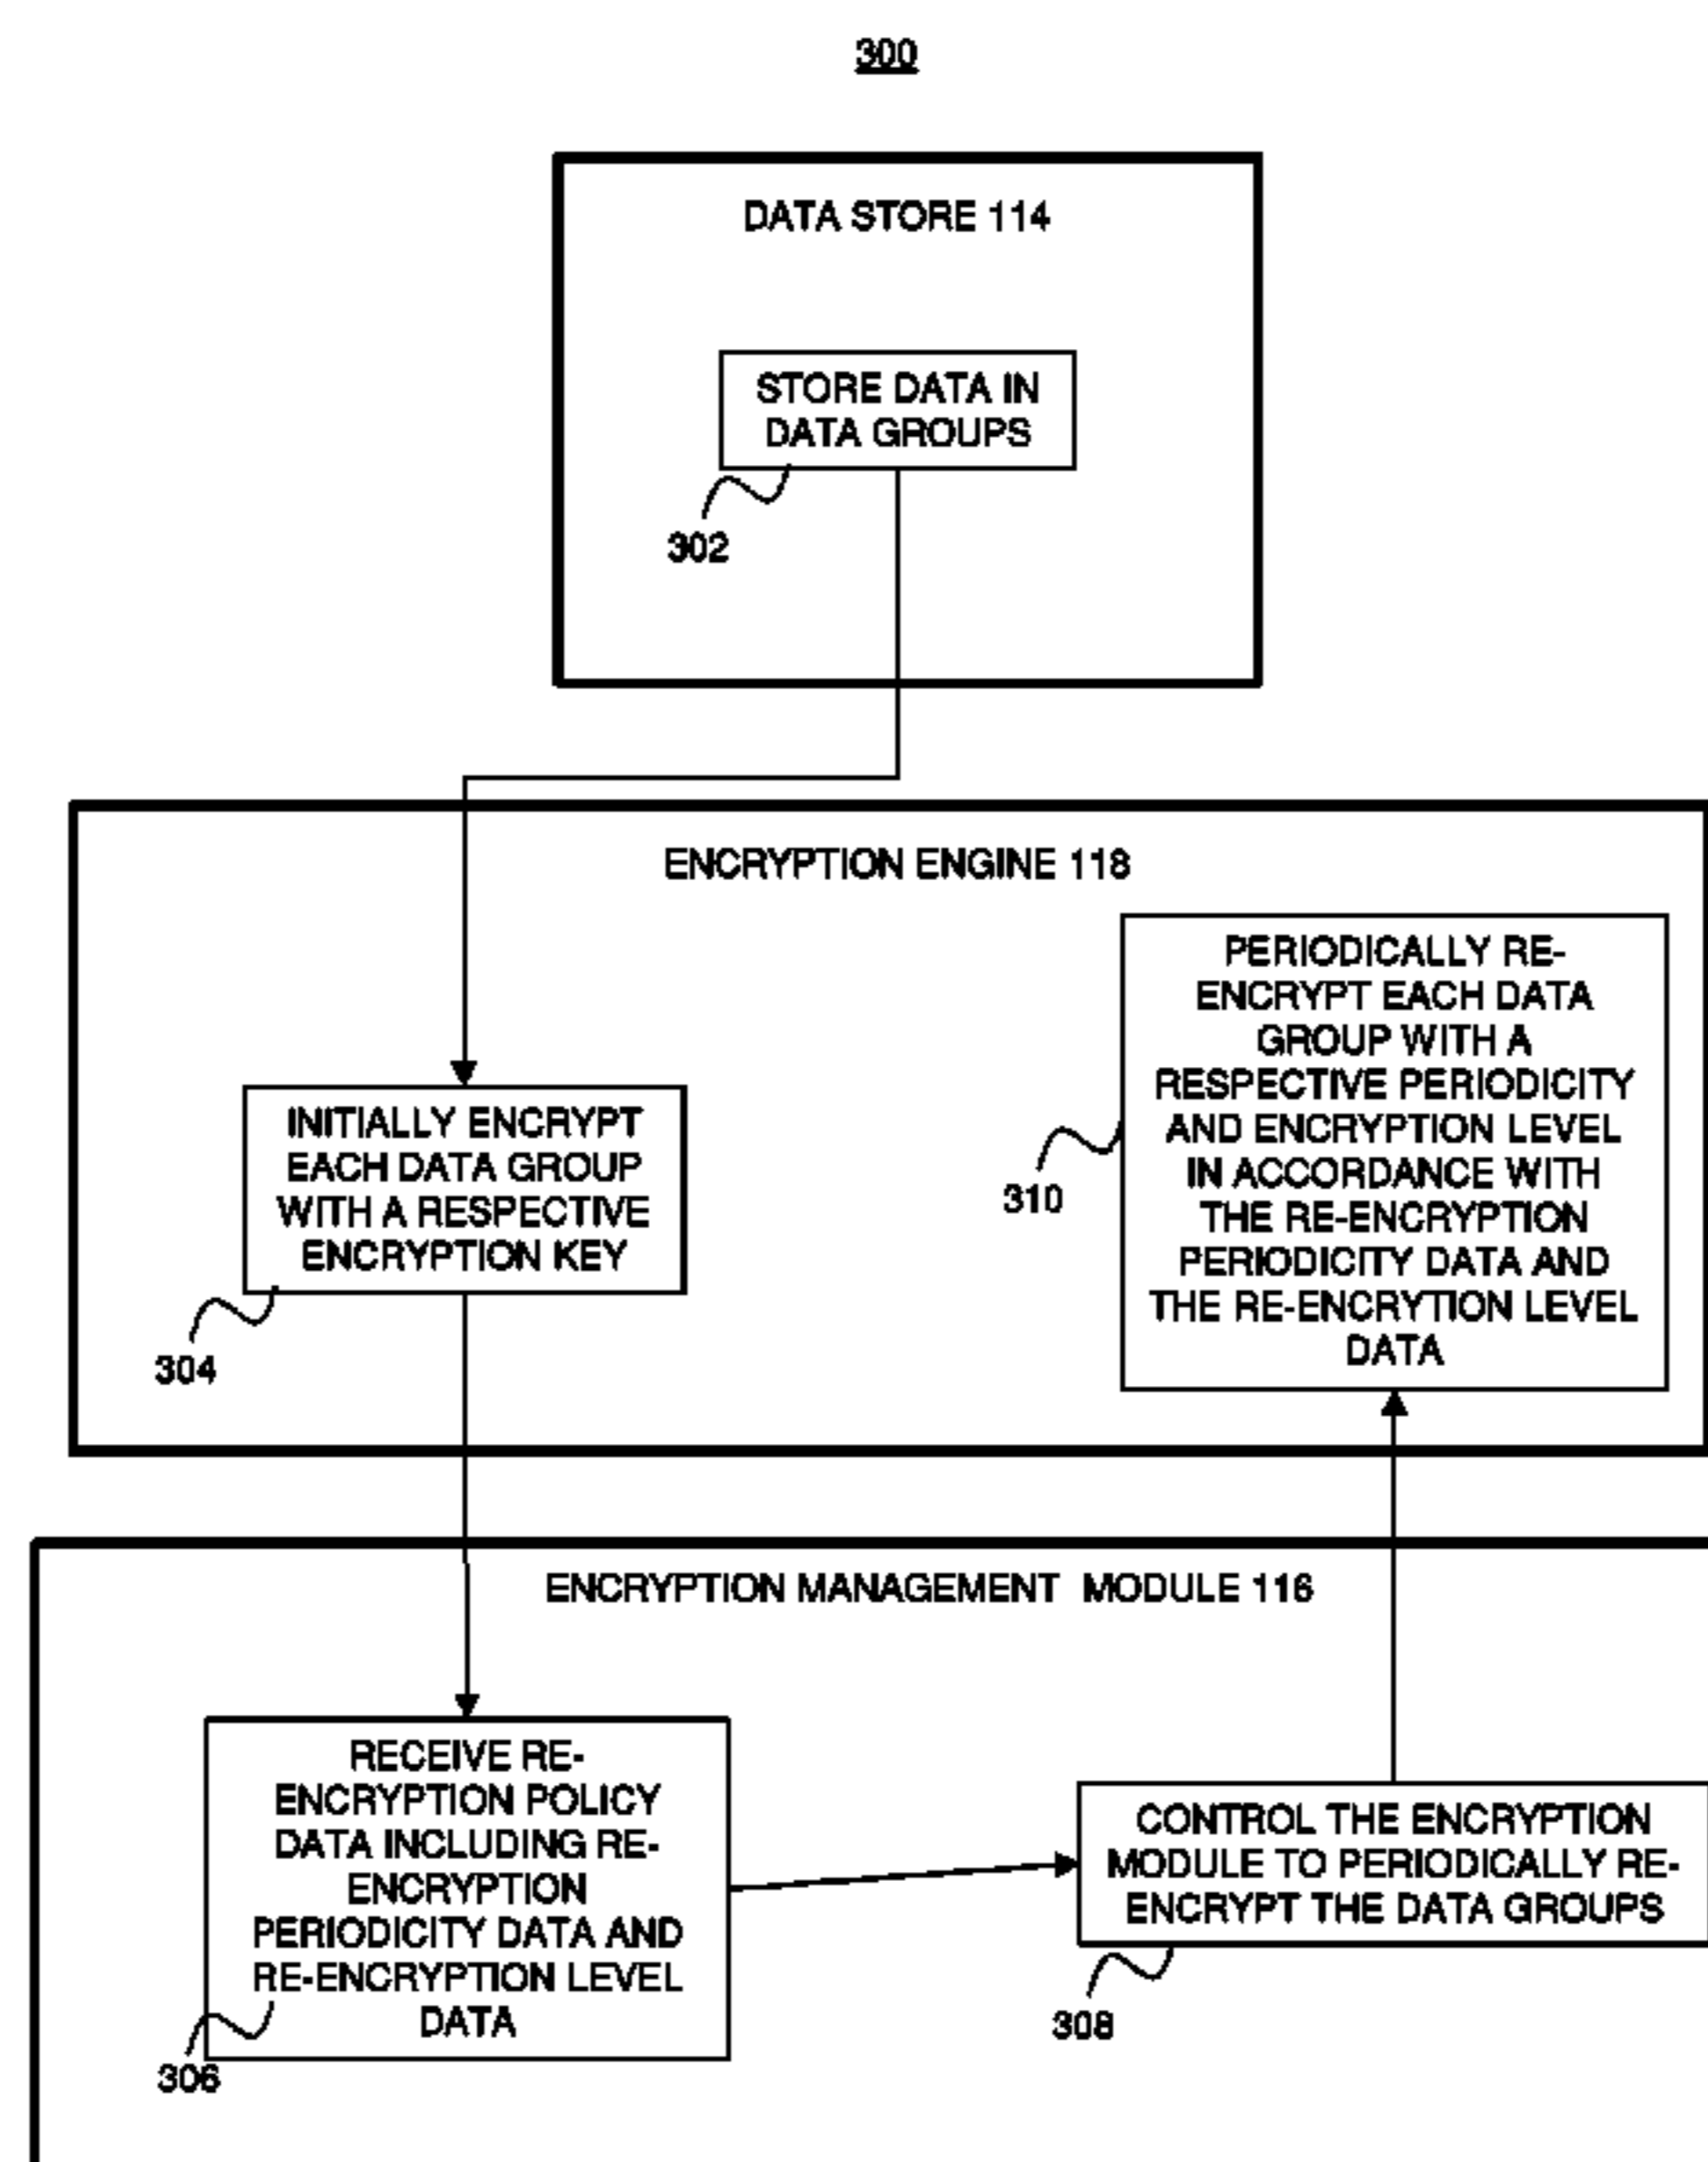 300
DATA STORE 114
STORE DATA IN
DATA GROUPS
302
ENCRYPTION ENGINE 118
INITIALLY ENCRYPT
EACH DATA GROUP
WITH A RESPECTIVE
ENCRYPTION KEY
304
PERIODICALLY RE-
ENCRYPT EACH DATA
GROUP WITH A
RESPECTIVE PERIODICITY
AND ENCRYPTION LEVEL
IN ACCORDANCE WITH
THE RE-ENCRYPTION
PERIODICITY DATA AND
THE RE-ENCRYTION LEVEL
DATA
310
ENCRYPTION MANAGEMENT MODULE 116
RECEIVE RE-
ENCRYPTION POLICY
DATA INCLUDING RE-
ENCRYPTION
PERIODICITY DATA AND
RE-ENCRYPTION LEVEL
DATA
306
CONTROL THE ENCRYPTION
MODULE TO PERIODICALLY RE-
ENCRYPT THE DATA GROUPS
308